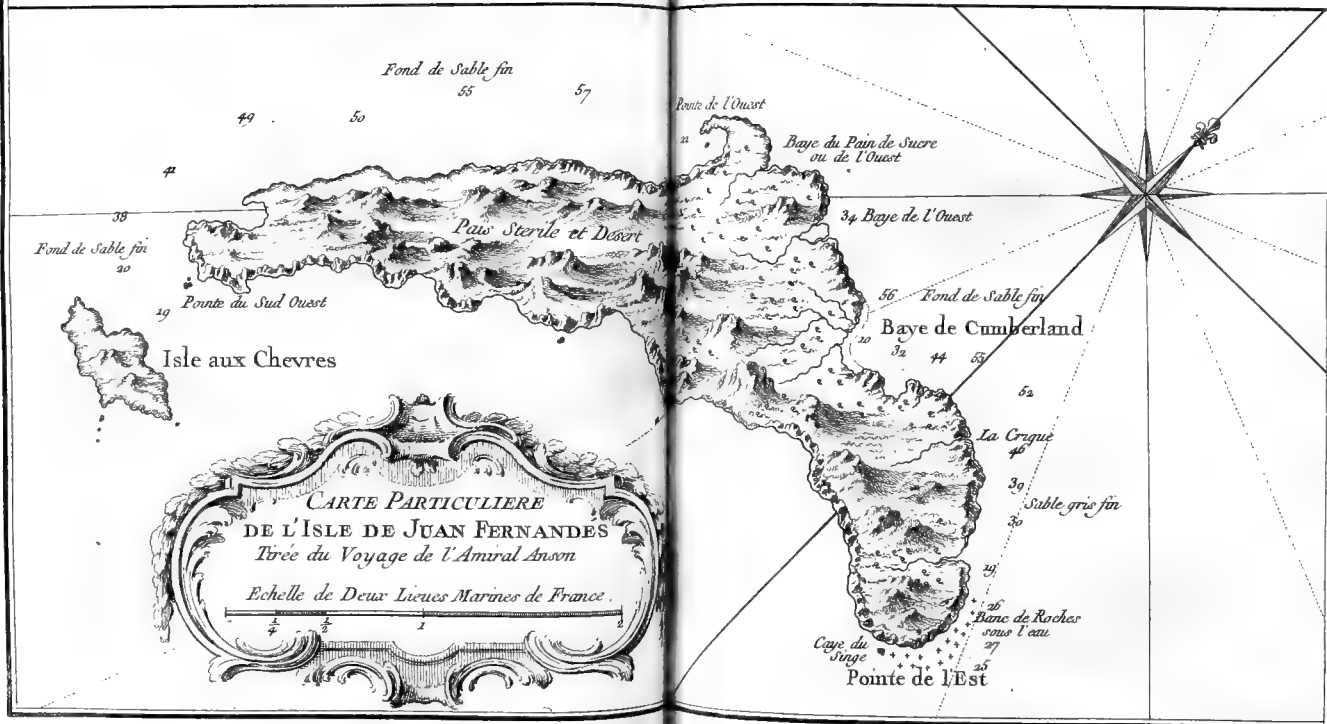 Fond de Sable fin
55
57
49
50
41
38
Fond de Sable fin
20
19
Pointe du Sud Ouest
Isle aux Chevres
Pais Sterile et Desert
Pointe de l'Ouest
11
Baye du Pain de Sucre
ou de l'Ouest
34 Baye de l'Ouest
56 Fond de Sable fin
Baye de Cumberland
10
32
44
53
52
La Crique
46
39
Sable gris fin
30
19
26
Banc de Roches
sous l'eau
27
25
Caye du
Singe
Pointe de l'Est
CARTE PARTICULIERE
DE L'ISLE DE JUAN FERNANDÉS
Tirée du Voyage de l'Amiral Anson
Echelle de Deux Lieues Marines de France.
1/4 1/2 1 2